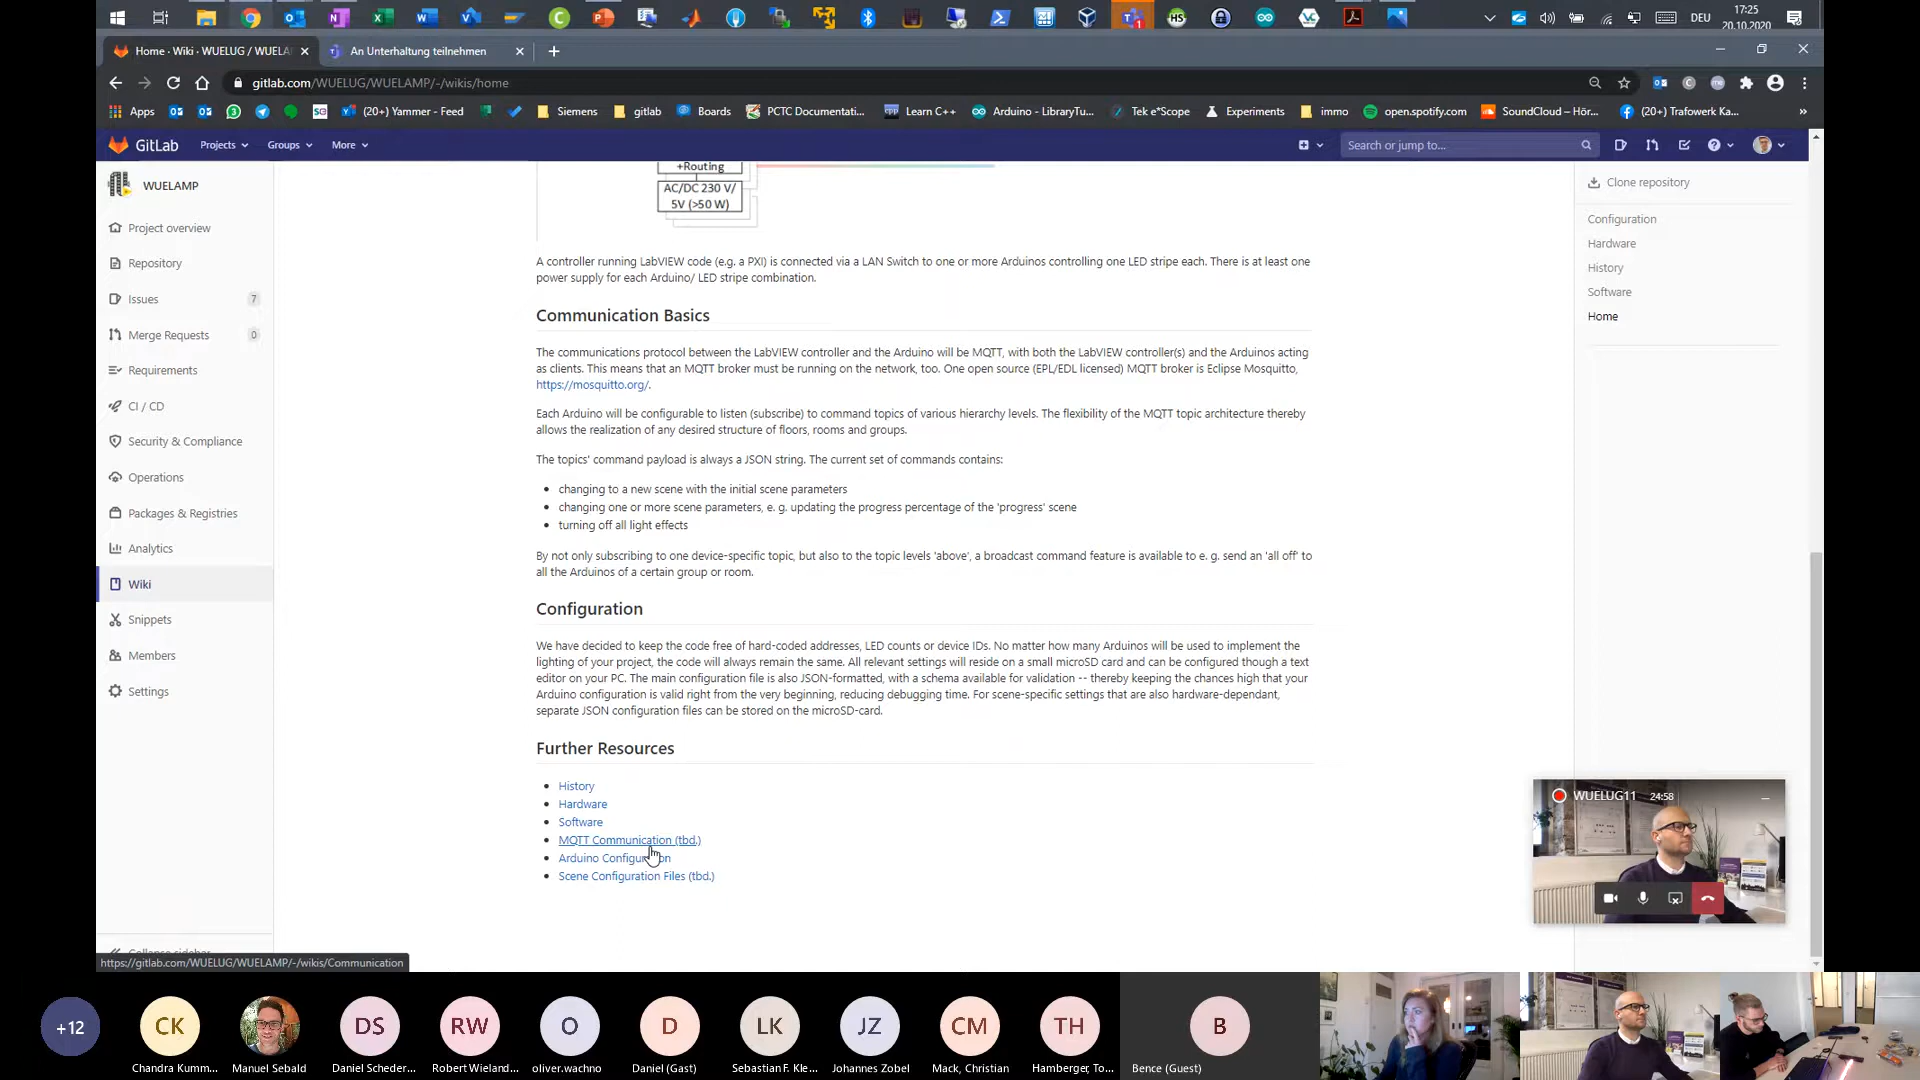 DEU
17:25
20.10.2020
Home · Wiki · WUELUG / WUELA
An Unterhaltung teilnehmen
gitlab.com/WUELUG/WUELAMP/-/wikis/home
Apps
(20+) Yammer - Feed
Siemens
gitlab
Boards
PCTC Documentati...
Learn C++
Arduino - LibraryTu...
Tek e*Scope
Experiments
immo
open.spotify.com
SoundCloud – Hör...
(20+) Trafowerk Ka...
GitLab
Projects
Groups
More
Search or jump to...
WUELAMP
Project overview
Repository
Issues 7
Merge Requests 0
Requirements
CI / CD
Security & Compliance
Operations
Packages & Registries
Analytics
Wiki
Snippets
Members
Settings
Collapse sidebar
+Routing
AC/DC 230 V/
5V (>50 W)
A controller running LabVIEW code (e.g. a PXI) is connected via a LAN Switch to one or more Arduinos controlling one LED stripe each. There is at least one
power supply for each Arduino/ LED stripe combination.
Communication Basics
The communications protocol between the LabVIEW controller and the Arduino will be MQTT, with both the LabVIEW controller(s) and the Arduinos acting
as clients. This means that an MQTT broker must be running on the network, too. One open source (EPL/EDL licensed) MQTT broker is Eclipse Mosquitto,
https://mosquitto.org/.
Each Arduino will be configurable to listen (subscribe) to command topics of various hierarchy levels. The flexibility of the MQTT topic architecture thereby
allows the realization of any desired structure of floors, rooms and groups.
The topics' command payload is always a JSON string. The current set of commands contains:
• changing to a new scene with the initial scene parameters
• changing one or more scene parameters, e. g. updating the progress percentage of the 'progress' scene
• turning off all light effects
By not only subscribing to one device-specific topic, but also to the topic levels 'above', a broadcast command feature is available to e. g. send an 'all off' to
all the Arduinos of a certain group or room.
Configuration
We have decided to keep the code free of hard-coded addresses, LED counts or device IDs. No matter how many Arduinos will be used to implement the
lighting of your project, the code will always remain the same. All relevant settings will reside on a small microSD card and can be configured though a text
editor on your PC. The main configuration file is also JSON-formatted, with a schema available for validation -- thereby keeping the chances high that your
Arduino configuration is valid right from the very beginning, reducing debugging time. For scene-specific settings that are also hardware-dependant,
separate JSON configuration files can be stored on the microSD-card.
Further Resources
• History
• Hardware
• Software
• MQTT Communication (tbd.)
• Arduino Configuration
• Scene Configuration Files (tbd.)
Clone repository
Configuration
Hardware
History
Software
Home
WUELUG11 24:58
https://gitlab.com/WUELUG/WUELAMP/-/wikis/Communication
+12
CK
DS
RW
O
D
LK
JZ
CM
TH
B
Chandra Kumm...
Manuel Sebald
Daniel Scheder...
Robert Wieland...
oliver.wachno
Daniel (Gast)
Sebastian F. Kle...
Johannes Zobel
Mack, Christian
Hamberger, To...
Bence (Guest)